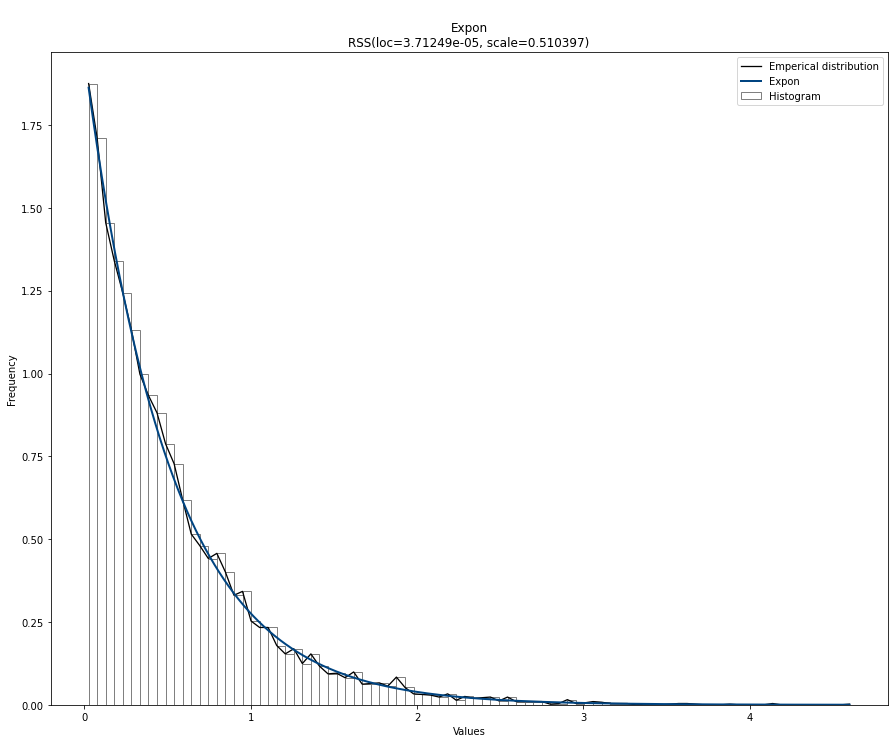 Expon
RSS(loc=3.71249e-05, scale=0.510397)
Emperical distribution
Expon
Histogram
1.75
1.50
1.25
1.00
0.75
0.50
0.25
0.00
Frequency
0 1 2 3 4
Values